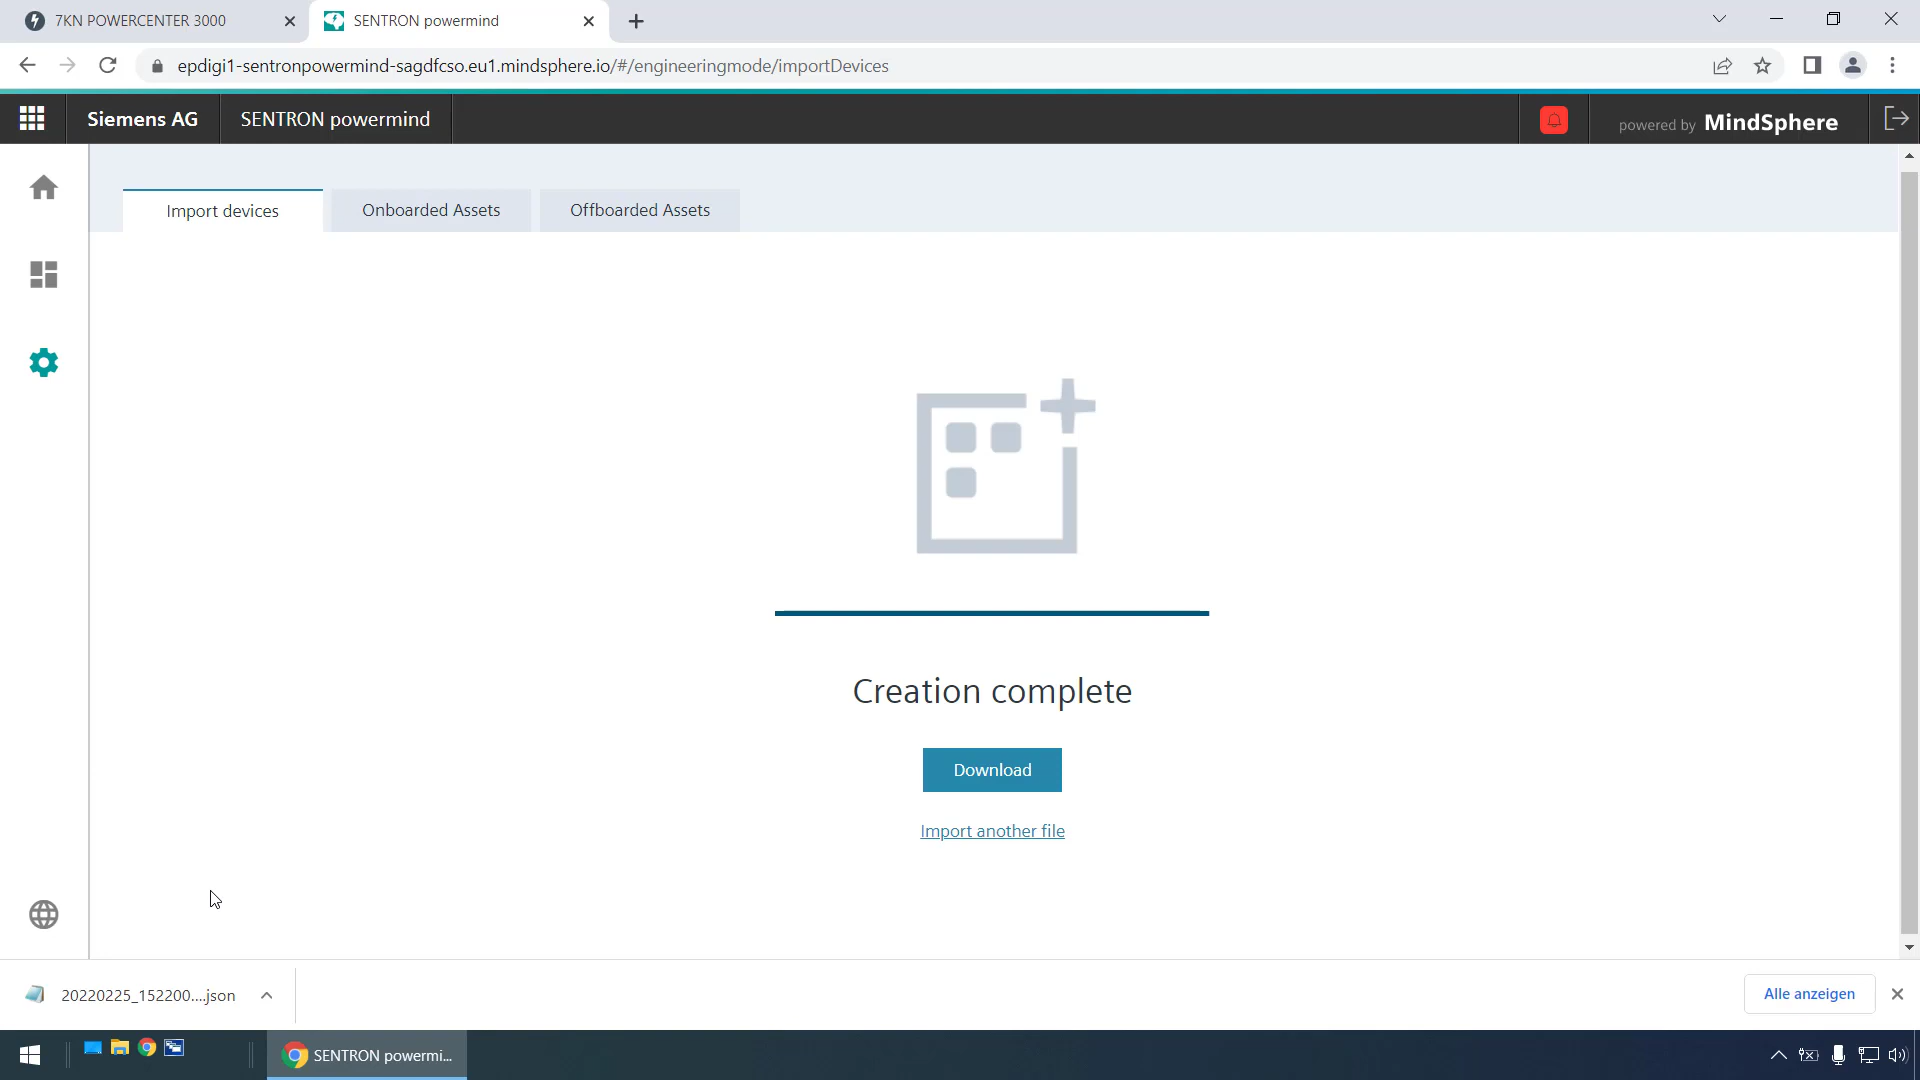 7KN POWERCENTER 3000
SENTRON powermind
epdigi1-sentronpowermind-sagdfcso.eu1.mindsphere.io/#/engineeringmode/importDevices
Siemens AG
SENTRON powermind
powered by MindSphere
Import devices
Onboarded Assets
Offboarded Assets
Creation complete
Download
Import another file
20220225_152200....json
Alle anzeigen
SENTRON powermi...